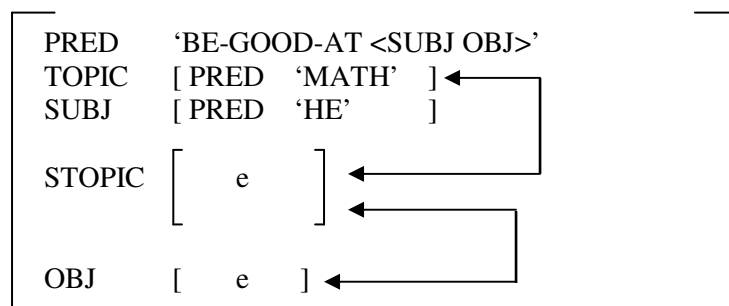 PRED ‘BE-GOOD-AT <SUBJ OBJ>’
TOPIC [ PRED ‘MATH’ ]
SUBJ [ PRED ‘HE’ ]
STOPIC [ e ]
OBJ [ e ]